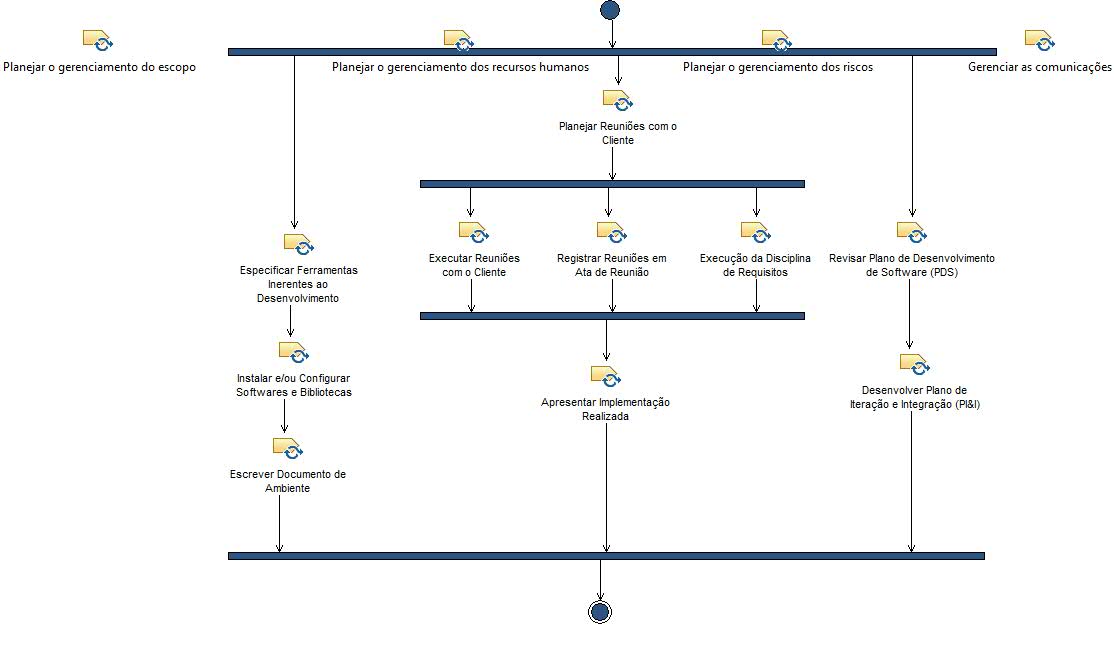 Planejar o gerenciamento do escopo
Planejar o gerenciamento dos recursos humanos
Planejar o gerenciamento dos riscos
Gerenciar as comunicações
Planejar Reuniões com o
Cliente
Especificar Ferramentas
Inerentes ao
Desenvolvimento
Executar Reuniões
com o Cliente
Registrar Reuniões em
Ata de Reunião
Execução da Disciplina
de Requisitos
Revisar Plano de Desenvolvimento
de Software (PDS)
Instalar e/ou Configurar
Softwares e Bibliotecas
Apresentar Implementação
Realizada
Desenvolver Plano de
Iteração e Integração (PI&I)
Escrever Documento de
Ambiente